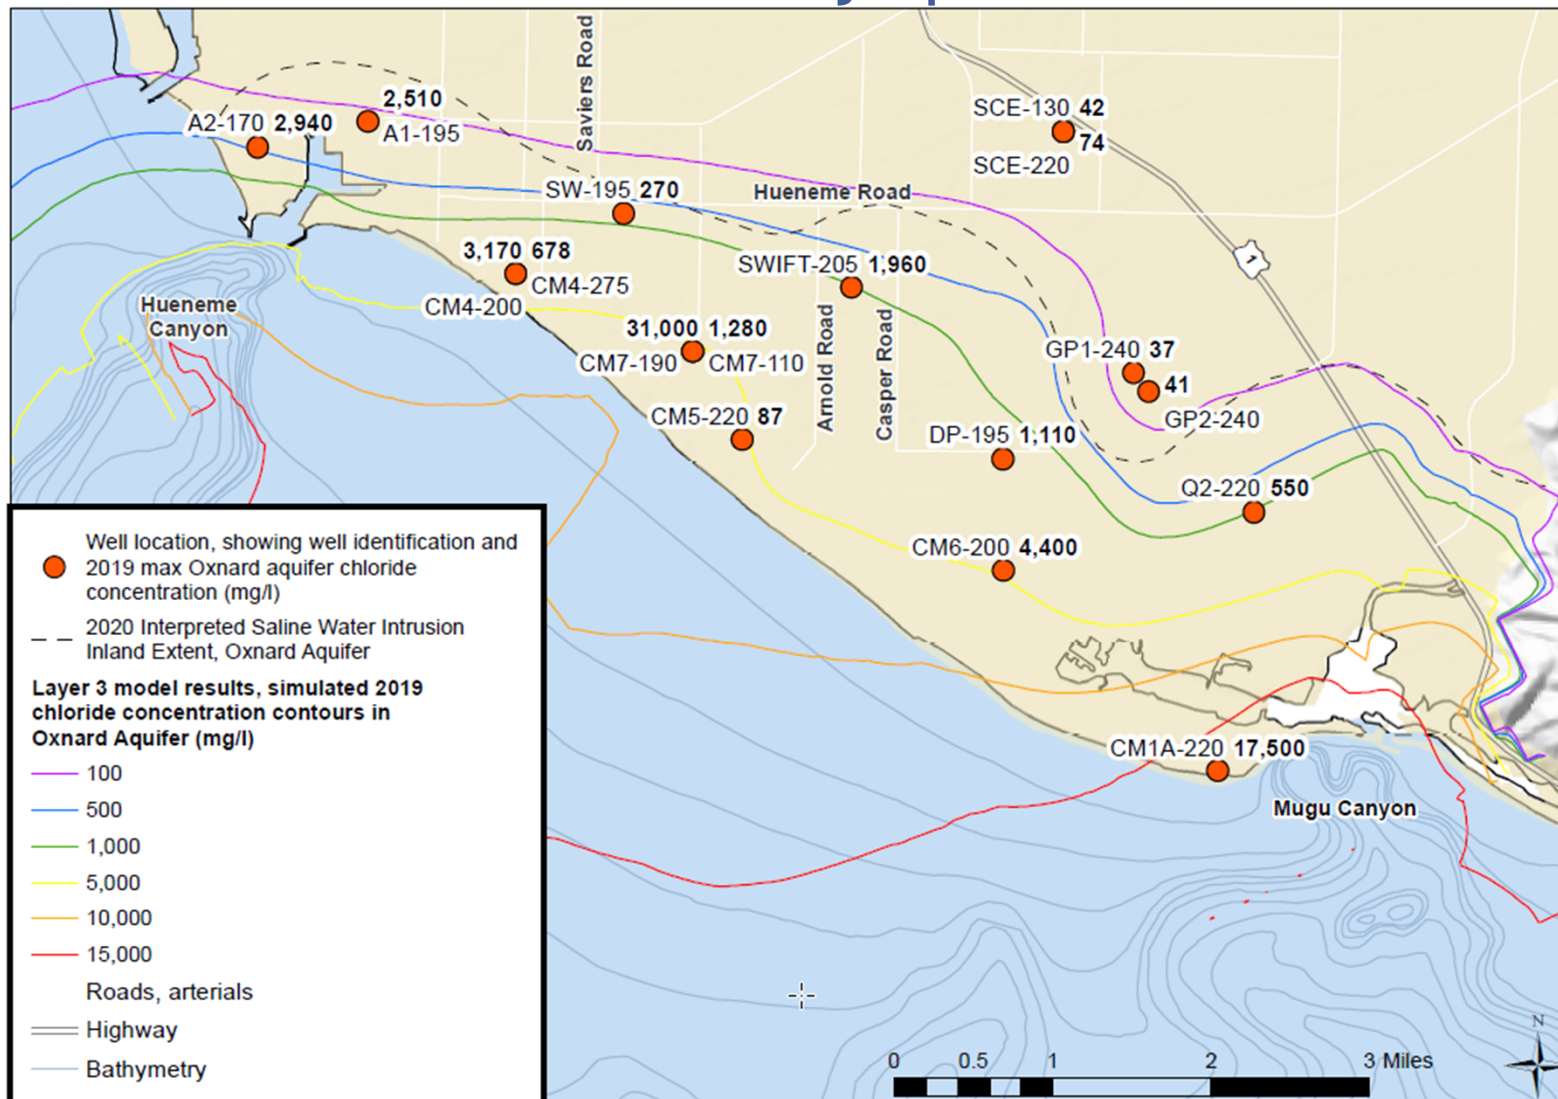 Saviers Road
2,510
A2-170 2,940
A1-195
SCE-130 42
74
SCE-220
SW-195 270
Hueneme Road
3,170 678
CM4-275
CM4-200
SWIFT-205 1,960
1
Hueneme
Canyon
31,000 1,280
CM7-190 CM7-110
Arnold Road
Casper Road
GP1-240 37
41
GP2-240
CM5-220 87
DP-195 1,110
Q2-220 550
CM6-200 4,400
CM1A-220 17,500
Mugu Canyon
Well location, showing well identification and
2019 max Oxnard aquifer chloride
concentration (mg/l)
2020 Interpreted Saline Water Intrusion
Inland Extent, Oxnard Aquifer
Layer 3 model results, simulated 2019
chloride concentration contours in
Oxnard Aquifer (mg/l)
100
500
1,000
5,000
10,000
15,000
Roads, arterials
Highway
Bathymetry
0 0.5 1 2 3 Miles
N